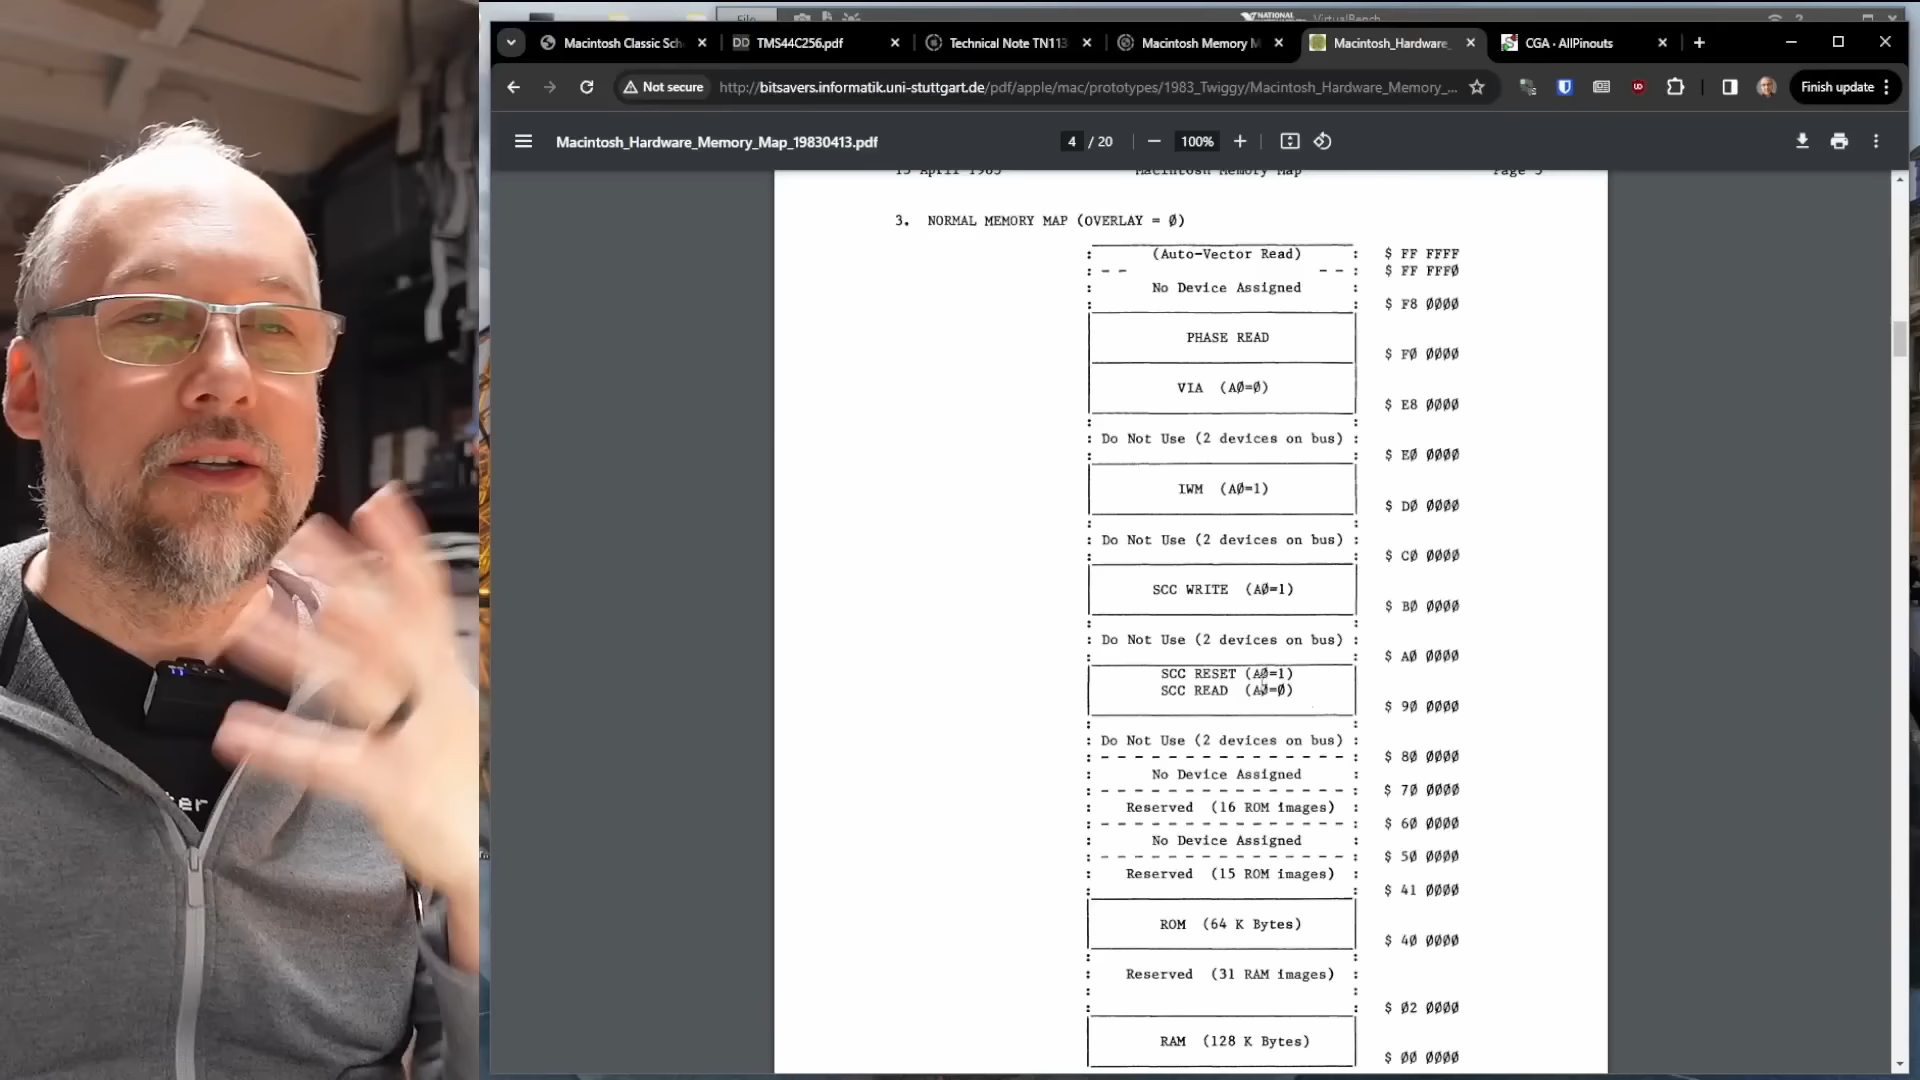 File
NATIONAL
VirtualBench
Macintosh Classic Sch
TMS44C256.pdf
Technical Note TN113
Macintosh Memory M
Macintosh_Hardware_
CGA · AllPinouts
Not secure
http://bitsavers.informatik.uni-stuttgart.de/pdf/apple/mac/prototypes/1983_Twiggy/Macintosh_Hardware_Memory_...
Finish update
Macintosh_Hardware_Memory_Map_19830413.pdf
4 / 20
100%
Macintosh Memory Map
3. NORMAL MEMORY MAP (OVERLAY = Ø)
(Auto-Vector Read) $ FF FFFF
$ FF FFFØ
No Device Assigned
$ F8 ØØØØ
PHASE READ
$ FØ ØØØØ
VIA (AØ=Ø)
$ E8 ØØØØ
Do Not Use (2 devices on bus)
$ EØ ØØØØ
IWM (AØ=1)
$ DØ ØØØØ
Do Not Use (2 devices on bus)
$ CØ ØØØØ
SCC WRITE (AØ=1)
$ BØ ØØØØ
Do Not Use (2 devices on bus)
$ AØ ØØØØ
SCC RESET (AØ=1)
SCC READ (AØ=Ø)
$ 9Ø ØØØØ
Do Not Use (2 devices on bus)
$ 8Ø ØØØØ
No Device Assigned
$ 7Ø ØØØØ
Reserved (16 ROM images)
$ 6Ø ØØØØ
No Device Assigned
$ 5Ø ØØØØ
Reserved (15 ROM images)
$ 41 ØØØØ
ROM (64 K Bytes)
$ 4Ø ØØØØ
Reserved (31 RAM images)
$ Ø2 ØØØØ
RAM (128 K Bytes)
$ ØØ ØØØØ